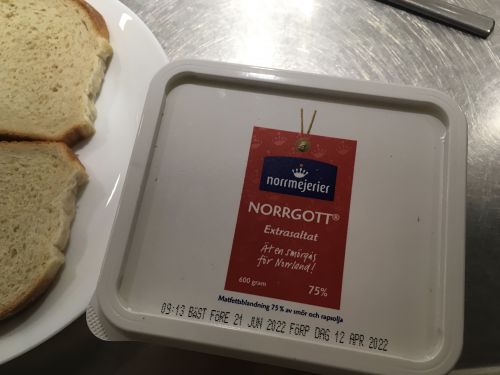 norrmejerier
NORRGOTT®
Extrasaltat
Ät en smörgås
för Norrland!
600 gram 75%
Matfettsblandning 75% av smör och rapsolja
09:13 BÄST FÖRE 21 JUN 2022 FÖRP DAG 12 APR 2022